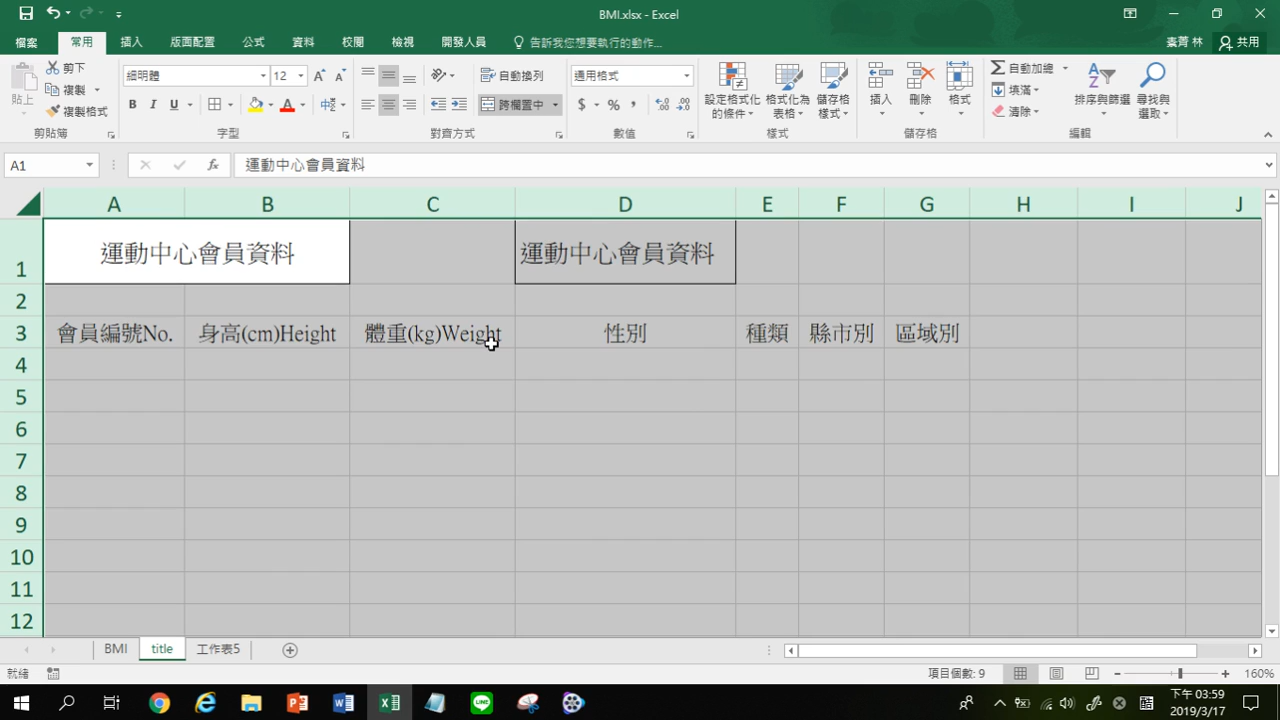 BMI.xlsx - Excel
檔案 常用 插入 版面配置 公式 資料 校閱 檢視 開發人員 告訴我您想要執行的動作... 素菁 林 共用
貼上 剪下 複製 複製格式 剪貼簿
細明體 12 B I U A 字型
自動換列 跨欄置中 對齊方式
通用格式 $ % , 數值
設定格式化的條件 格式化為表格 儲存格樣式 樣式
插入 刪除 格式 儲存格
自動加總 填滿 清除 排序與篩選 尋找與選取 編輯
A1 fx 運動中心會員資料
A B C D E F G H I J
1 運動中心會員資料 運動中心會員資料
2
3 會員編號No. 身高(cm)Height 體重(kg)Weight 性別 種類 縣市別 區域別
4
5
6
7
8
9
10
11
12
BMI title 工作表5
就緒 項目個數: 9 160%
下午 03:59
2019/3/17